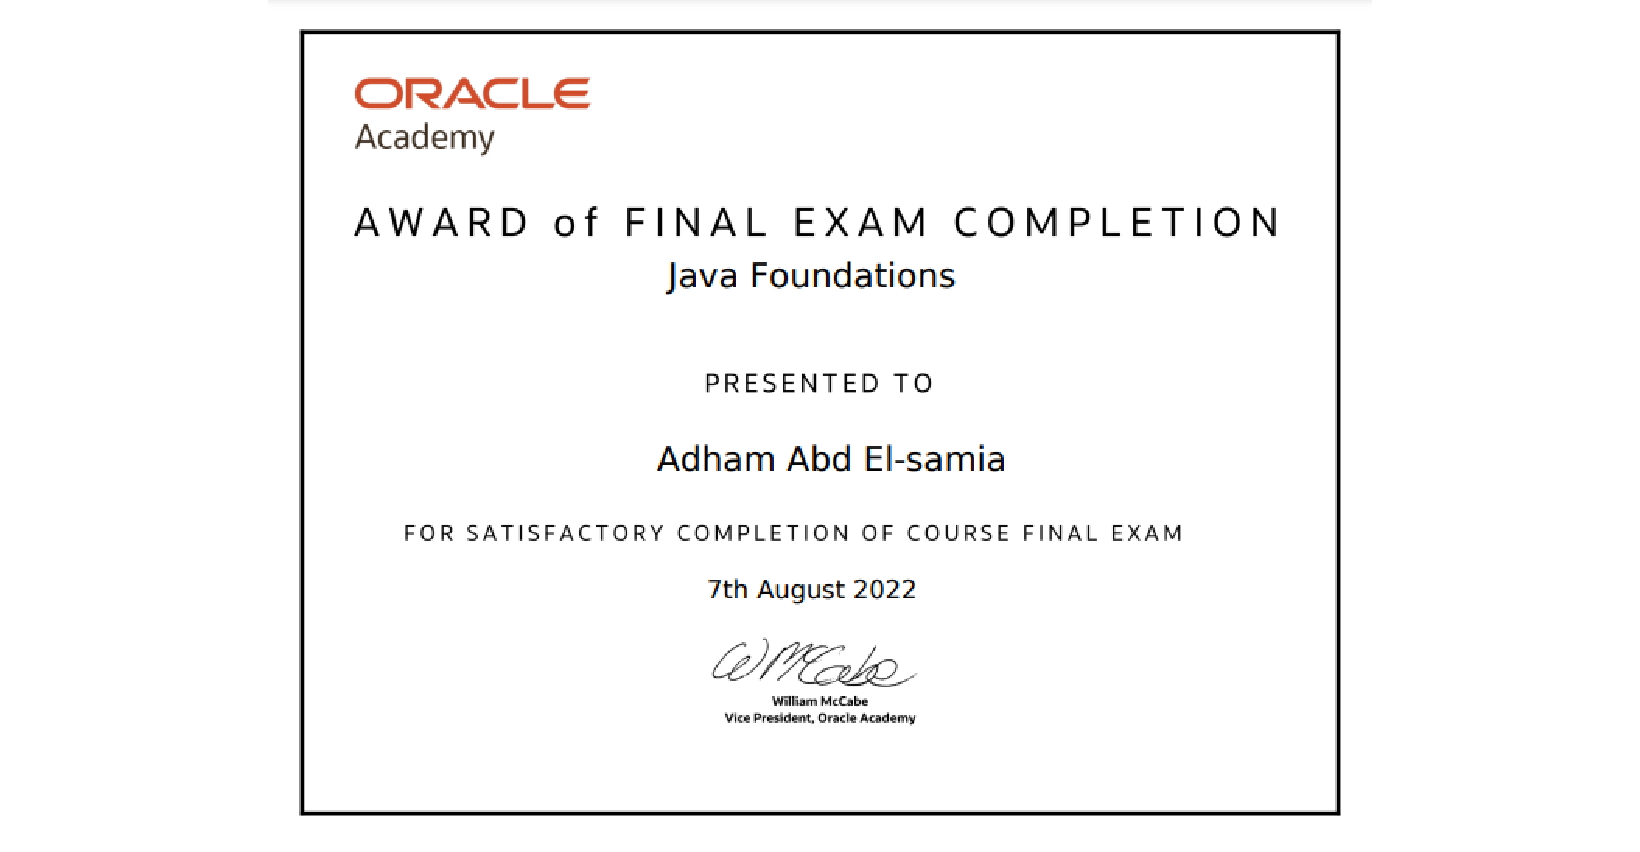 ORACLE
Academy
AWARD of FINAL EXAM COMPLETION
Java Foundations
PRESENTED TO
Adham Abd El-samia
FOR SATISFACTORY COMPLETION OF COURSE FINAL EXAM
7th August 2022
W McCabe
William McCabe
Vice President, Oracle Academy